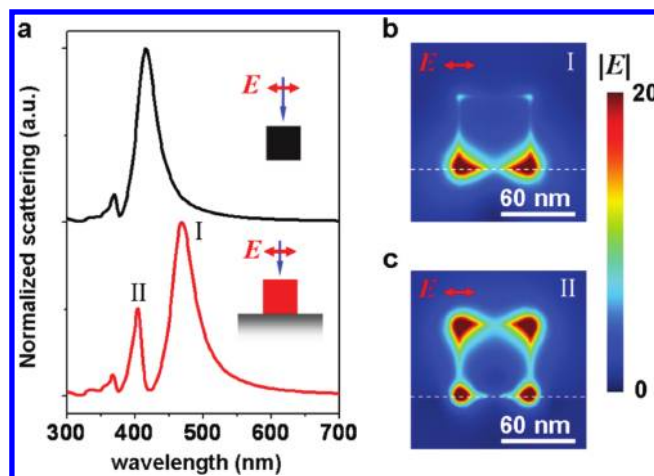 a
Normalized scattering (a.u.)
E
I
II
E
300 400 500 600 700
wavelength (nm)
b
E
I
60 nm
c
E
II
60 nm
|E|
20
0